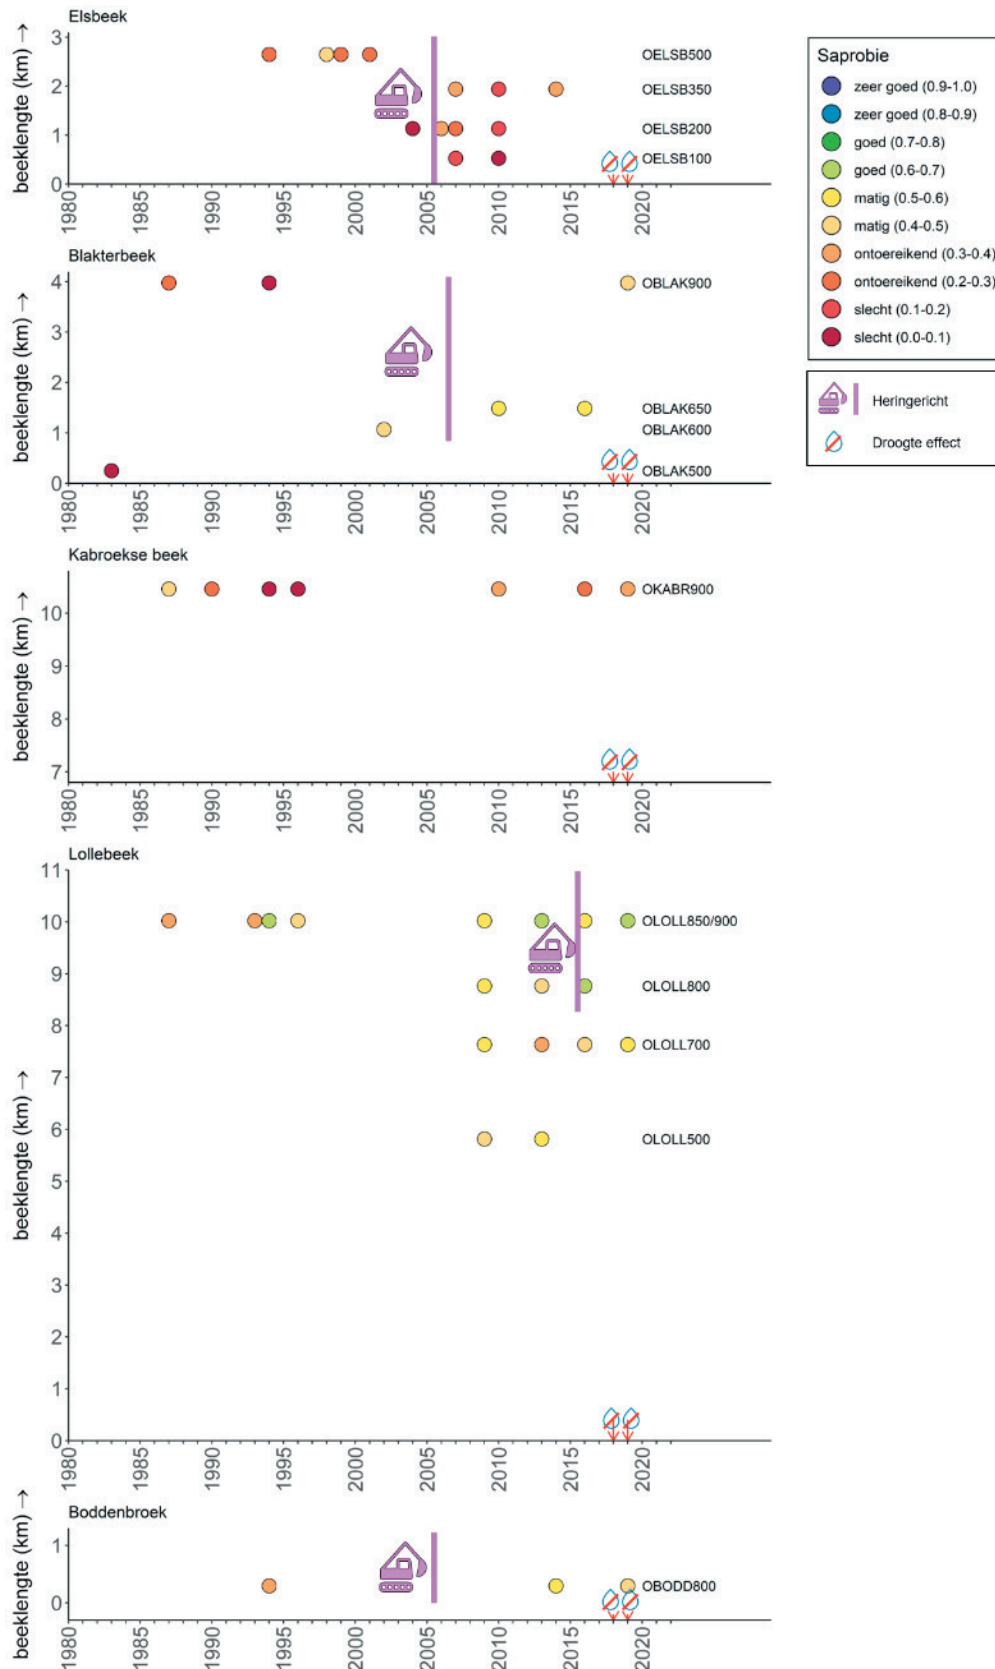 Elsbeek
beeklengte (km) →
3
2
1
0
OELSB500
OELSB350
OELSB200
OELSB100
1980
1985
1990
1995
2000
2005
2010
2015
2020
Saprobie
zeer goed (0.9-1.0)
zeer goed (0.8-0.9)
goed (0.7-0.8)
goed (0.6-0.7)
matig (0.5-0.6)
matig (0.4-0.5)
ontoereikend (0.3-0.4)
ontoereikend (0.2-0.3)
slecht (0.1-0.2)
slecht (0.0-0.1)
Heringericht
Droogte effect
Blakterbeek
beeklengte (km) →
4
3
2
1
0
OBLAK900
OBLAK650
OBLAK600
OBLAK500
1980
1985
1990
1995
2000
2005
2010
2015
2020
Kabroekse beek
beeklengte (km) →
10
9
8
7
OKABR900
1980
1985
1990
1995
2000
2005
2010
2015
2020
Lollebeek
beeklengte (km) →
11
10
9
8
7
6
5
4
3
2
1
0
OLOLL850/900
OLOLL800
OLOLL700
OLOLL500
1980
1985
1990
1995
2000
2005
2010
2015
2020
Boddenbroek
beeklengte (km) →
1
0
OBODD800
1980
1985
1990
1995
2000
2005
2010
2015
2020